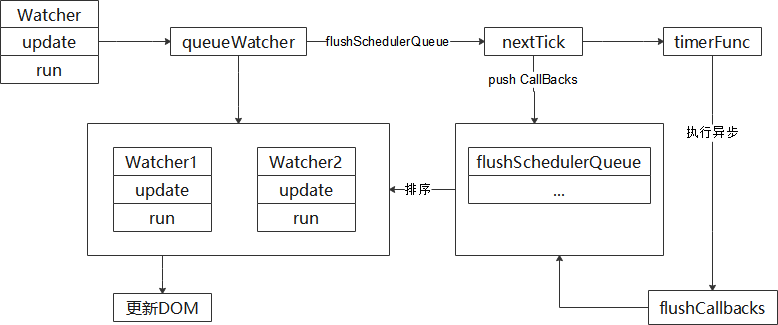 Watcher
update
run
queueWatcher
flushSchedulerQueue
nextTick
timerFunc
push CallBacks
执行异步
Watcher1
update
run
Watcher2
update
run
排序
flushSchedulerQueue
...
更新DOM
flushCallbacks